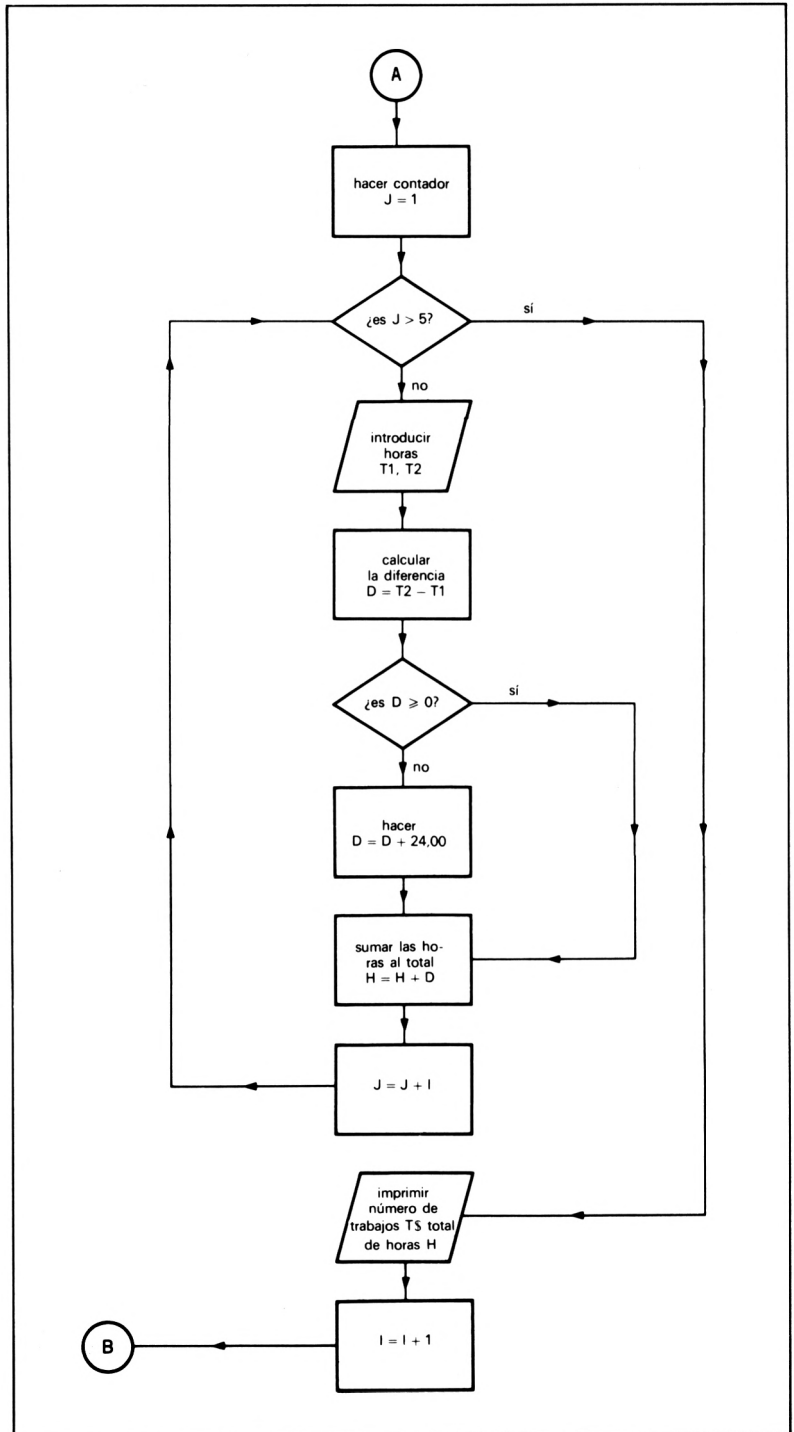 A
hacer contador
J = 1
¿es J > 5?
sí
no
introducir
horas
T1, T2
calcular
la diferencia
D = T2 – T1
¿es D ⩾ 0?
sí
no
hacer
D = D + 24,00
sumar las ho-
ras al total
H = H + D
J = J + I
imprimir
número de
trabajos T$ total
de horas H
I = I + 1
B